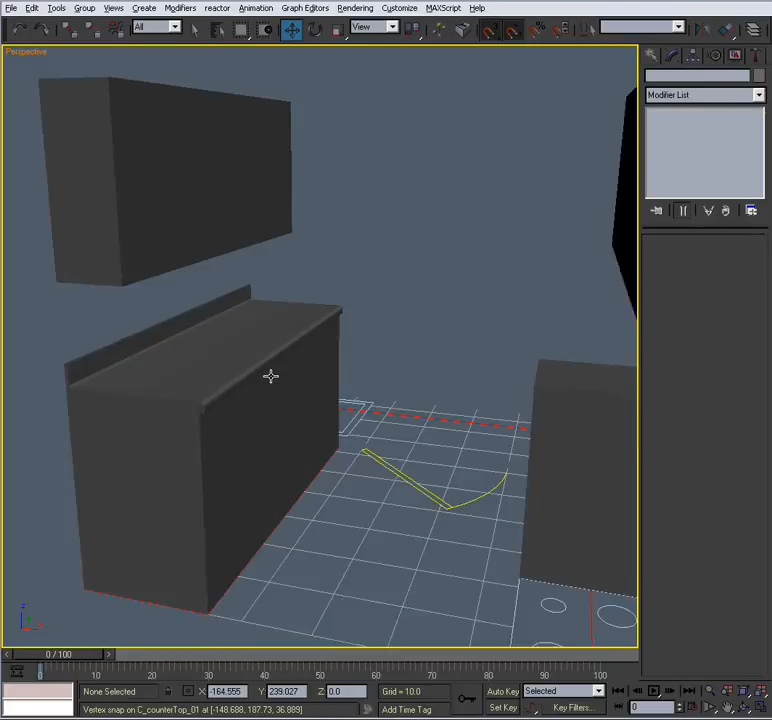 File Edit Tools Group Views Create Modifiers reactor Animation Graph Editors Rendering Customize MAXScript Help
All
View
Perspective
Modifier List
z
0 / 100
0 10 20 30 40 50 60 70 80 90 100
None Selected X: -164.555 Y: 239.027 Z: 0.0 Grid = 10.0 Auto Key Selected
Vertex snap on C_counterTop_01 at [-148.688, 187.73, 36.889] Add Time Tag Set Key Key Filters... 0